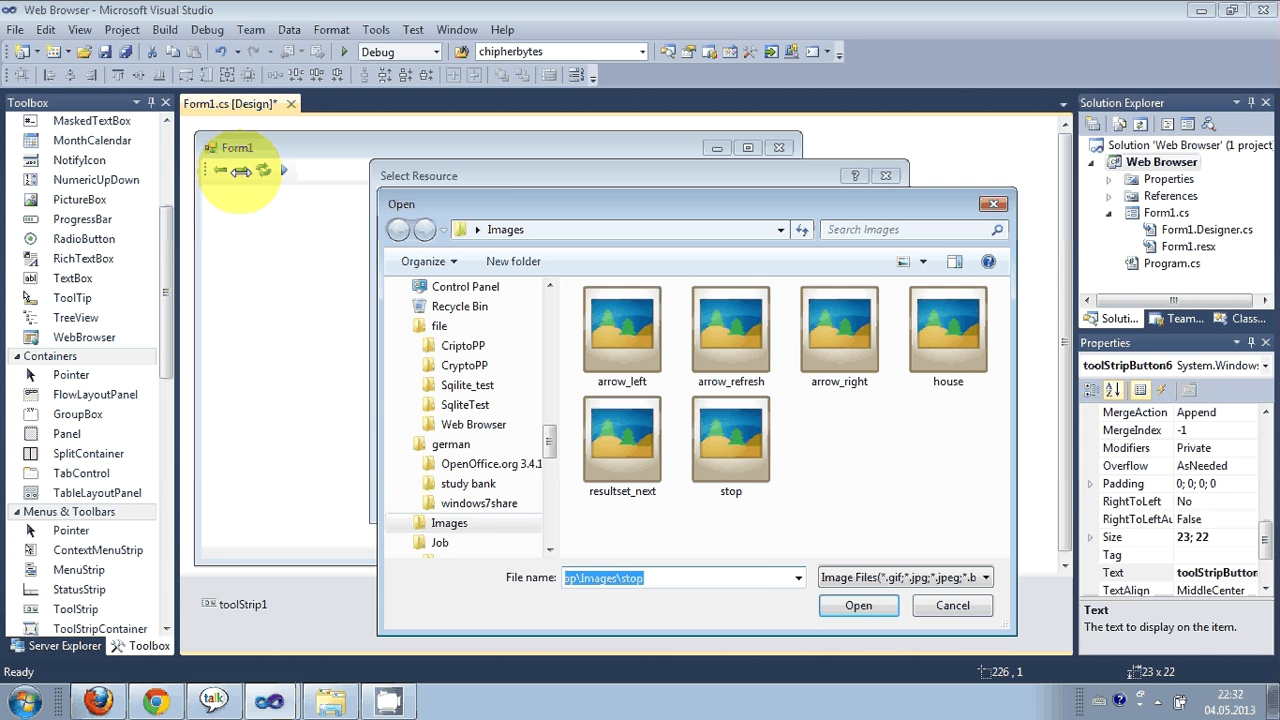 Web Browser - Microsoft Visual Studio
File Edit View Project Build Debug Team Data Format Tools Test Window Help
Debug chipherbytes
Toolbox
MaskedTextBox
MonthCalendar
NotifyIcon
NumericUpDown
PictureBox
ProgressBar
RadioButton
RichTextBox
TextBox
ToolTip
TreeView
WebBrowser
Containers
Pointer
FlowLayoutPanel
GroupBox
Panel
SplitContainer
TabControl
TableLayoutPanel
Menus & Toolbars
Pointer
ContextMenuStrip
MenuStrip
StatusStrip
ToolStrip
ToolStripContainer
Server Explorer Toolbox
Form1.cs [Design]*
Form1
Select Resource
Open
Images
Search Images
Organize New folder
Control Panel
Recycle Bin
file
CriptoPP
CryptoPP
Sqilite_test
SqliteTest
Web Browser
german
OpenOffice.org 3.4.1
study bank
windows7share
Images
Job
arrow_left arrow_refresh arrow_right house
resultset_next stop
File name: op\Images\stop Image Files(*.gif;*.jpg;*.jpeg;*.b
Open Cancel
toolStrip1
Solution Explorer
Solution 'Web Browser' (1 project
Web Browser
Properties
References
Form1.cs
Form1.Designer.cs
Form1.resx
Program.cs
Soluti... Team... Class...
Properties
toolStripButton6 System.Windows
MergeAction Append
MergeIndex -1
Modifiers Private
Overflow AsNeeded
Padding 0; 0; 0; 0
RightToLeft No
RightToLeftAu False
Size 23; 22
Tag
Text toolStripButton
TextAlign MiddleCenter
Text
The text to display on the item.
Ready 226 , 1 23 x 22
talk
22:32
04.05.2013